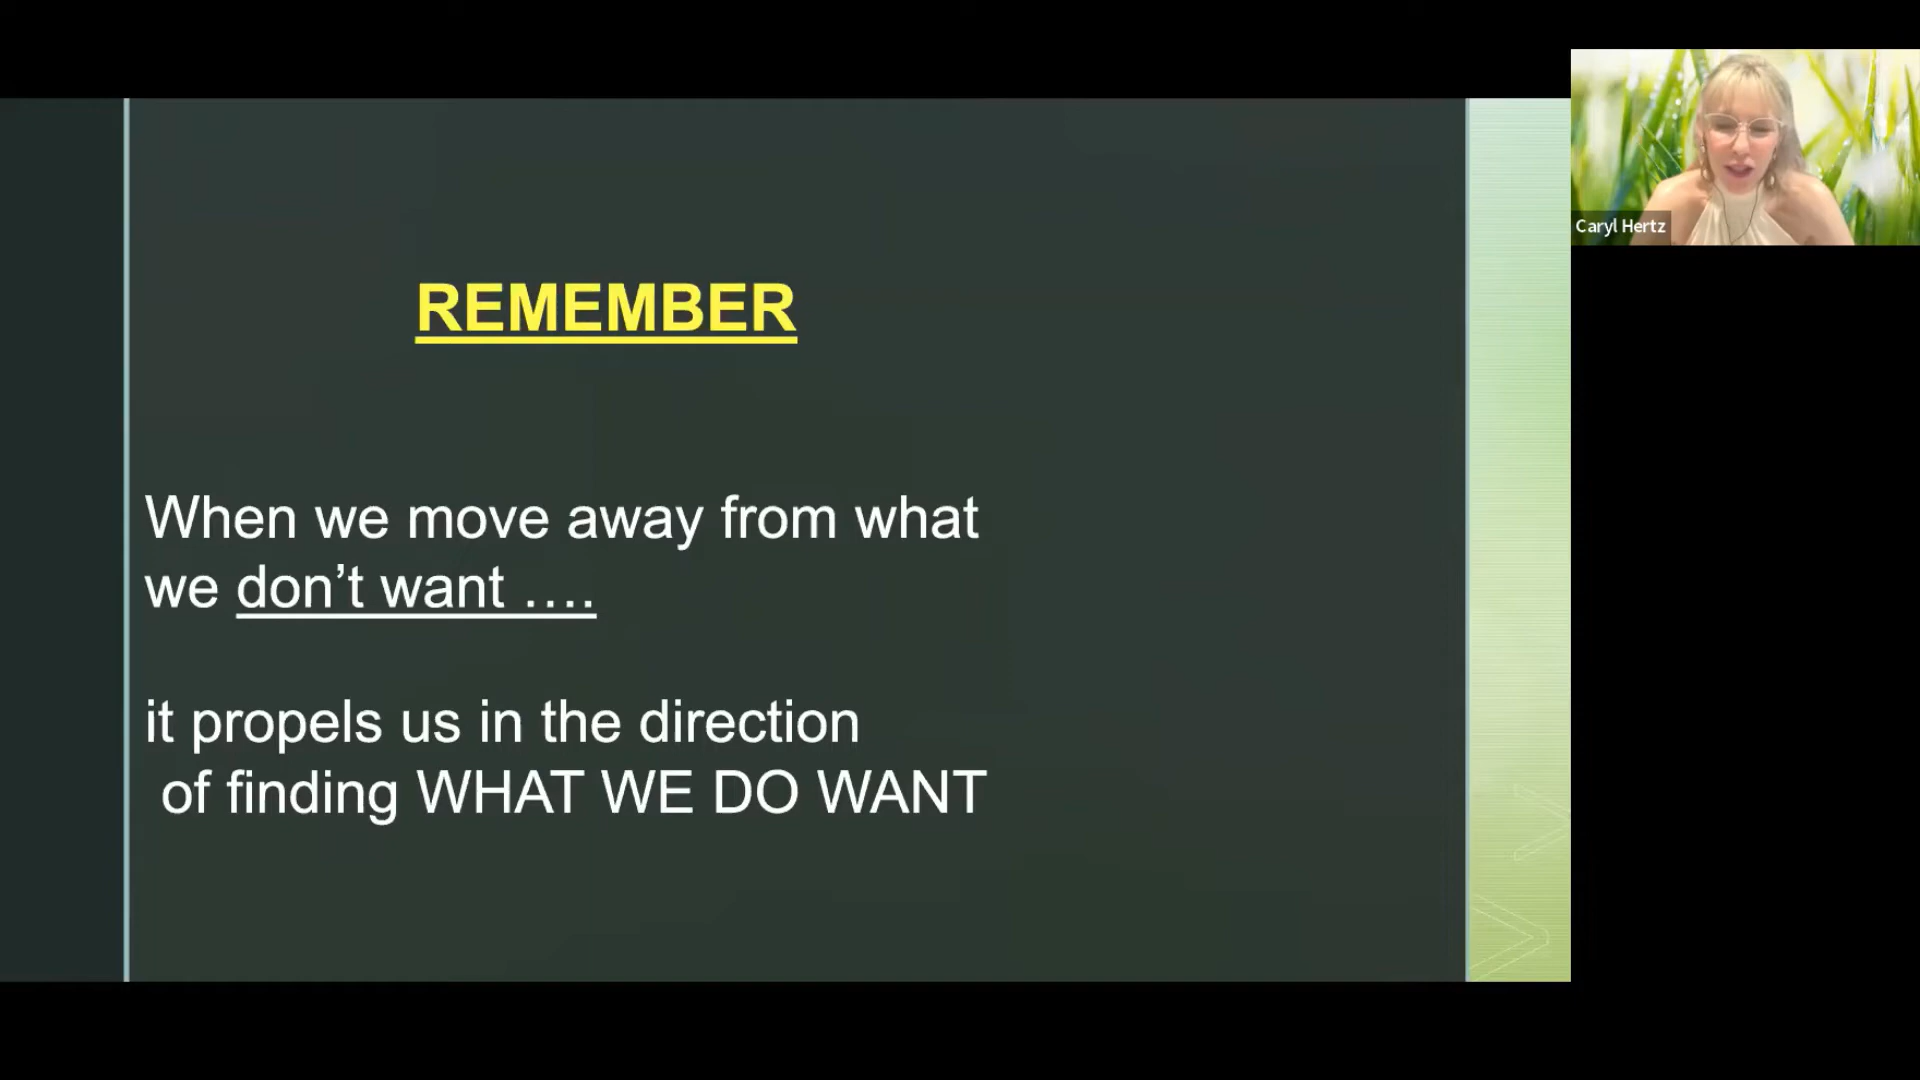 REMEMBER
When we move away from what
we don’t want ….
it propels us in the direction
of finding WHAT WE DO WANT
Caryl Hertz